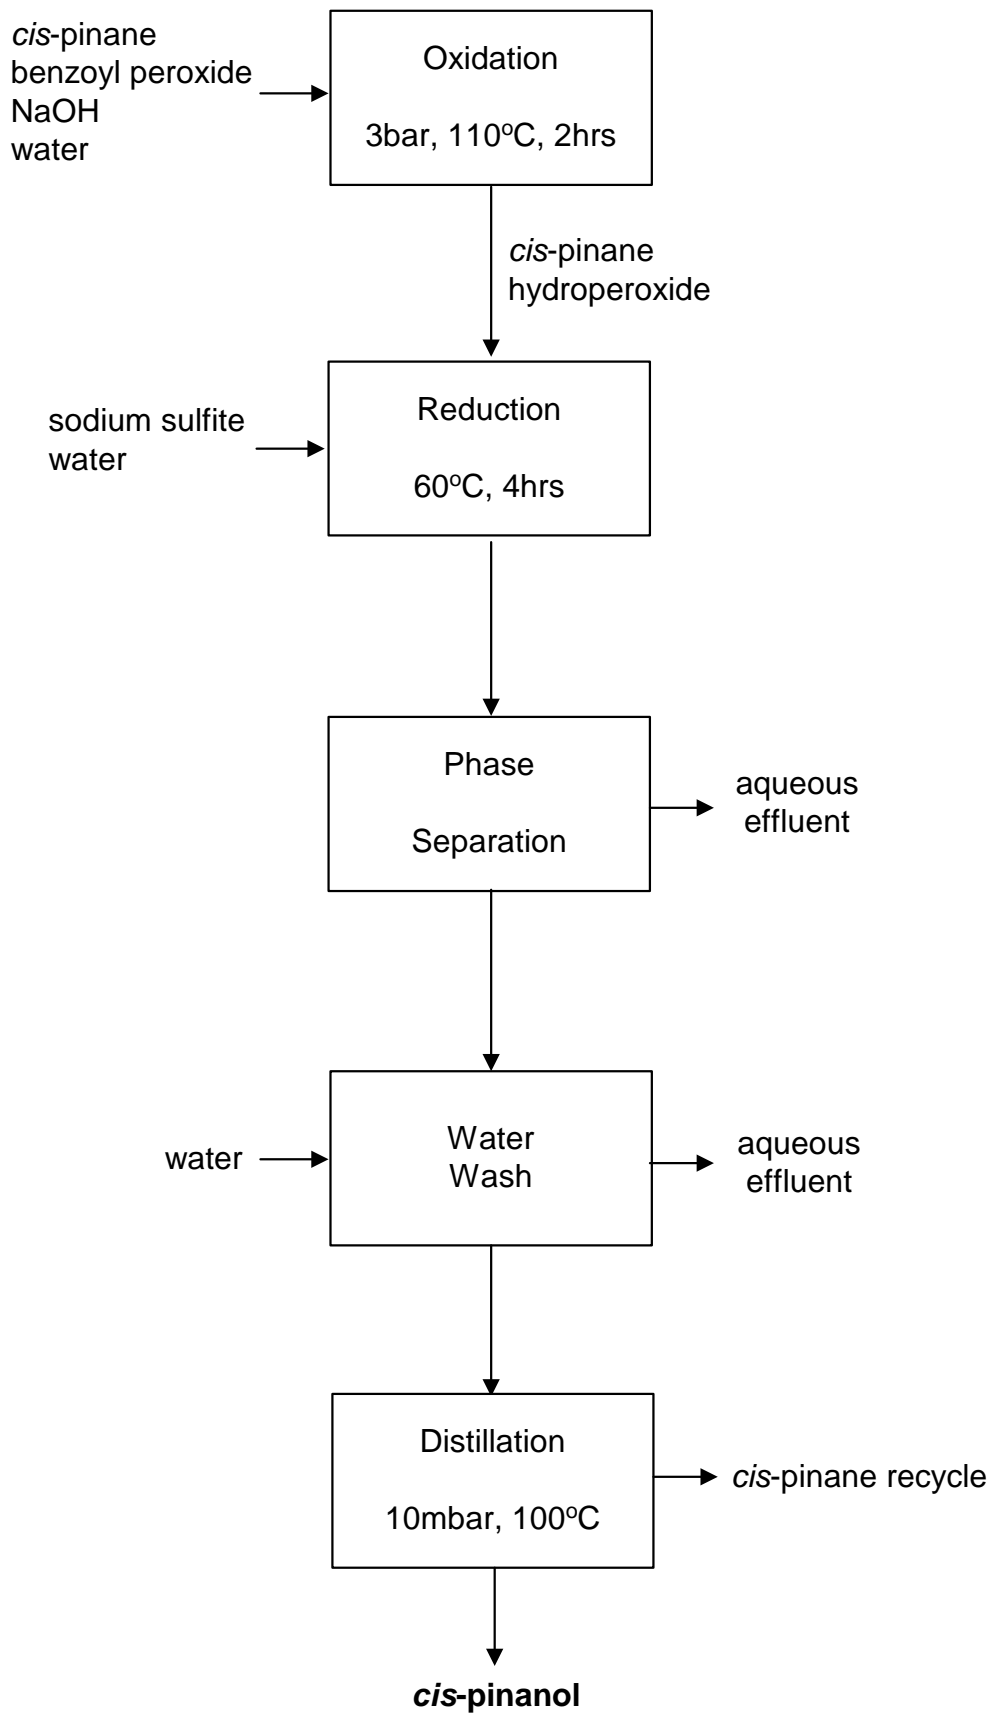 cis-pinane
benzoyl peroxide
NaOH
water
Oxidation
3bar, 110ºC, 2hrs
cis-pinane
hydroperoxide
sodium sulfite
water
Reduction
60ºC, 4hrs
Phase
Separation
aqueous
effluent
water
Water
Wash
aqueous
effluent
Distillation
10mbar, 100ºC
cis-pinane recycle
cis-pinanol